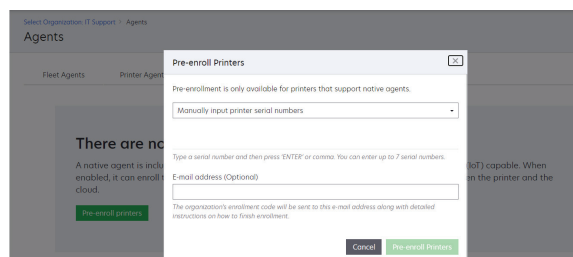 Select Organization: IT Support > Agents
Agents
Pre-enroll Printers
Fleet Agents
Printer Agent
Pre-enrollment is only available for printers that support native agents.
Manually input printer serial numbers
There are no
A native agent is inclu
(IoT) capable. When
enabled, it can enroll
en the printer and the
cloud.
Type a serial number and then press 'ENTER' or comma. You can enter up to 7 serial numbers.
E-mail address (Optional)
Pre-enroll printers
The organization's enrollment code will be sent to this e-mail address along with detailed
instructions on how to finish enrollment.
Cancel
Pre-enroll Printers